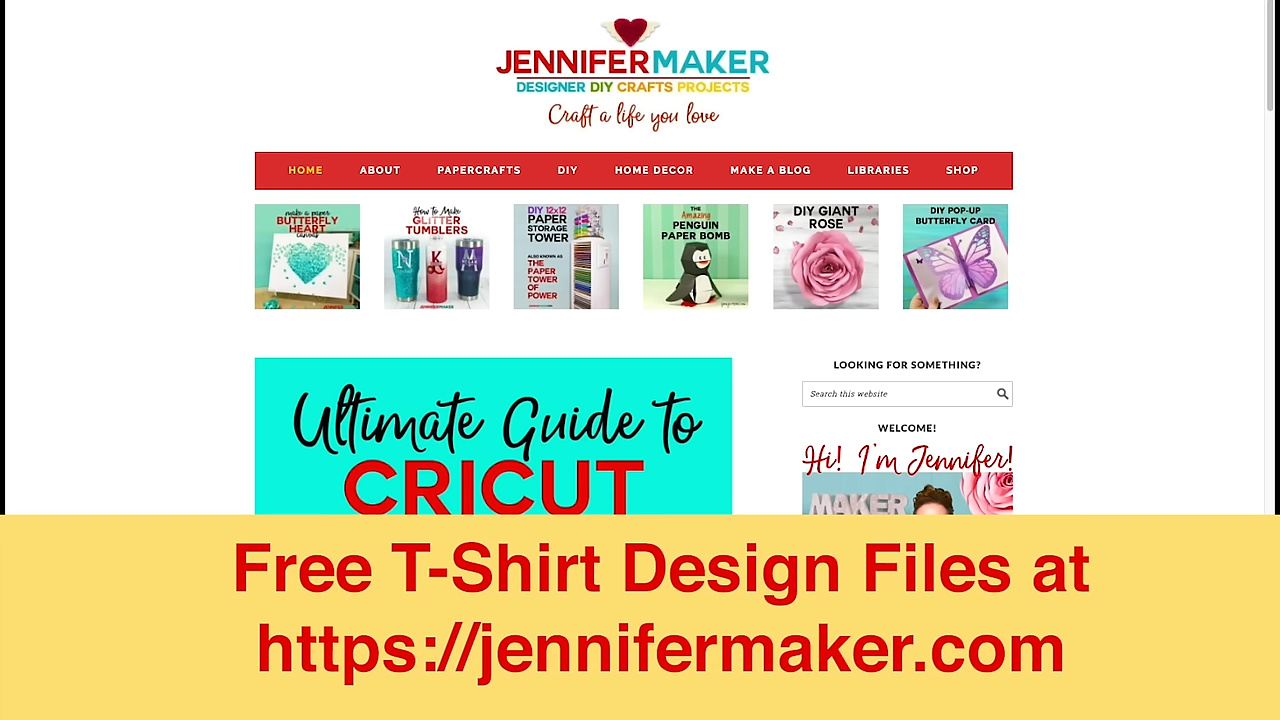 JENNIFERMAKER
DESIGNER DIY CRAFTS PROJECTS
Craft a life you love
HOME ABOUT PAPERCRAFTS DIY HOME DECOR MAKE A BLOG LIBRARIES SHOP
make a paper
BUTTERFLY
HEART
canvas
How to Make
GLITTER
TUMBLERS
N K M
JENNIFERMAKER
DIY 12x12
PAPER
STORAGE
TOWER
ALSO KNOWN AS
THE
PAPER
TOWER
OF
POWER
THE
Amazing
PENGUIN
PAPER BOMB
DIY GIANT
ROSE
DIY POP-UP
BUTTERFLY CARD
LOOKING FOR SOMETHING?
Search this website
WELCOME!
Hi! I'm Jennifer!
MAKER
Ultimate Guide to
CRICUT
Free T-Shirt Design Files at
https://jennifermaker.com